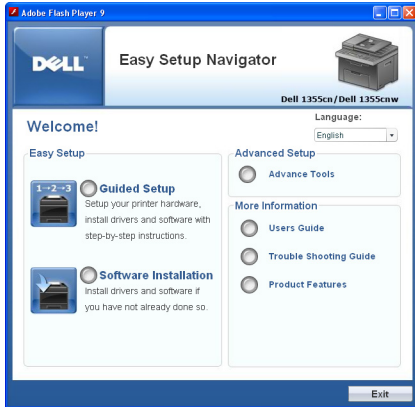 Adobe Flash Player 9
DELL
Easy Setup Navigator
Dell 1355cn/Dell 1355cnw
Welcome!
Language:
English
Easy Setup
1→2→3
Guided Setup
Setup your printer hardware,
install drivers and software with
step-by-step instructions.
Software Installation
Install drivers and software if
you have not already done so.
Advanced Setup
Advance Tools
More Information
Users Guide
Trouble Shooting Guide
Product Features
Exit